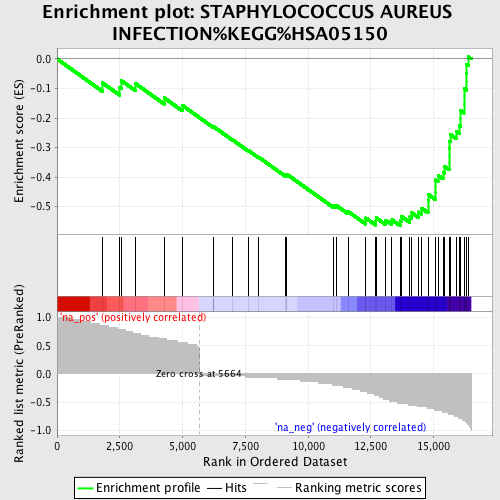 Enrichment plot: STAPHYLOCOCCUS AUREUS
INFECTION%KEGG%HSA05150
Enrichment score (ES)
0.0
-0.1
-0.2
-0.3
-0.4
-0.5
Ranked list metric (PreRanked)
1.0
0.5
0.0
-0.5
-1.0
'na_pos' (positively correlated)
Zero cross at 5664
'na_neg' (negatively correlated)
0
2,500
5,000
7,500
10,000
12,500
15,000
Rank in Ordered Dataset
Enrichment profile
Hits
Ranking metric scores